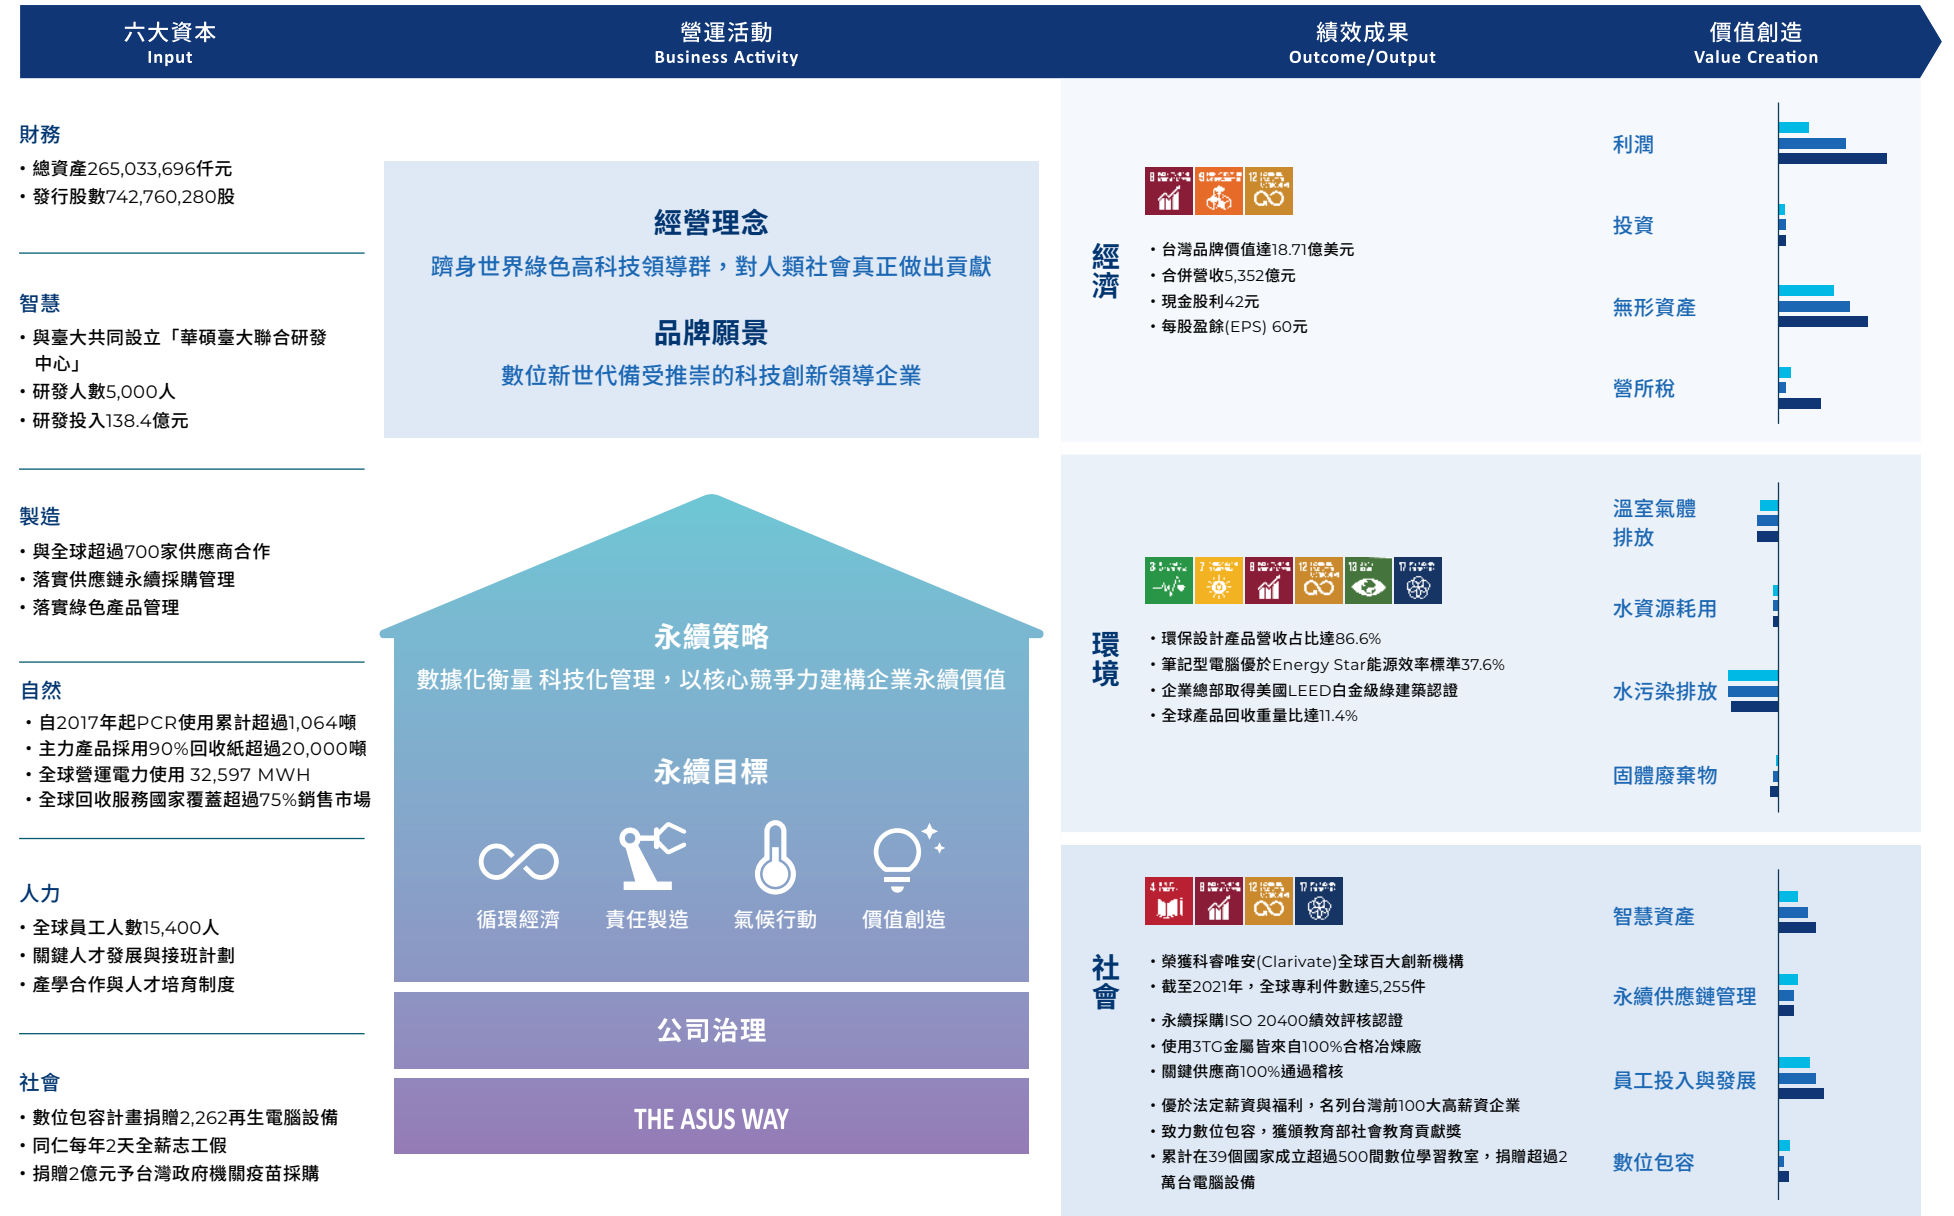 六大資本
Input
營運活動
Business Activity
績效成果
Outcome/Output
價值創造
Value Creation
財務
・總資產265,033,696仟元
・發行股數742,760,280股
智慧
・與臺大共同設立「華碩臺大聯合研發
中心」
・研發人數5,000人
・研發投入138.4億元
製造
・與全球超過700家供應商合作
・落實供應鏈永續採購管理
・落實綠色產品管理
自然
・自2017年起PCR使用累計超過1,064噸
・主力產品採用90%回收紙超過20,000噸
・全球營運電力使用 32,597 MWH
・全球回收服務國家覆蓋超過75%銷售市場
人力
・全球員工人數15,400人
・關鍵人才發展與接班計劃
・產學合作與人才培育制度
社會
・數位包容計畫捐贈2,262再生電腦設備
・同仁每年2天全薪志工假
・捐贈2億元予台灣政府機關疫苗採購
經營理念
躋身世界綠色高科技領導群，對人類社會真正做出貢獻
品牌願景
數位新世代備受推崇的科技創新領導企業
永續策略
數據化衡量 科技化管理，以核心競爭力建構企業永續價值
永續目標
循環經濟
責任製造
氣候行動
價值創造
公司治理
THE ASUS WAY
經濟
8
9
12
・台灣品牌價值達18.71億美元
・合併營收5,352億元
・現金股利42元
・每股盈餘(EPS) 60元
利潤
投資
無形資產
營所稅
環境
3
7
8
12
13
17
・環保設計產品營收占比達86.6%
・筆記型電腦優於Energy Star能源效率標準37.6%
・企業總部取得美國LEED白金級綠建築認證
・全球產品回收重量比達11.4%
溫室氣體
排放
水資源耗用
水污染排放
固體廢棄物
社會
4
8
12
17
・榮獲科睿唯安(Clarivate)全球百大創新機構
・截至2021年，全球專利件數達5,255件
・永續採購ISO 20400績效評核認證
・使用3TG金屬皆來自100%合格冶煉廠
・關鍵供應商100%通過稽核
・優於法定薪資與福利，名列台灣前100大高薪資企業
・致力數位包容，獲頒教育部社會教育貢獻獎
・累計在39個國家成立超過500間數位學習教室，捐贈超過2
萬台電腦設備
智慧資產
永續供應鏈管理
員工投入與發展
數位包容